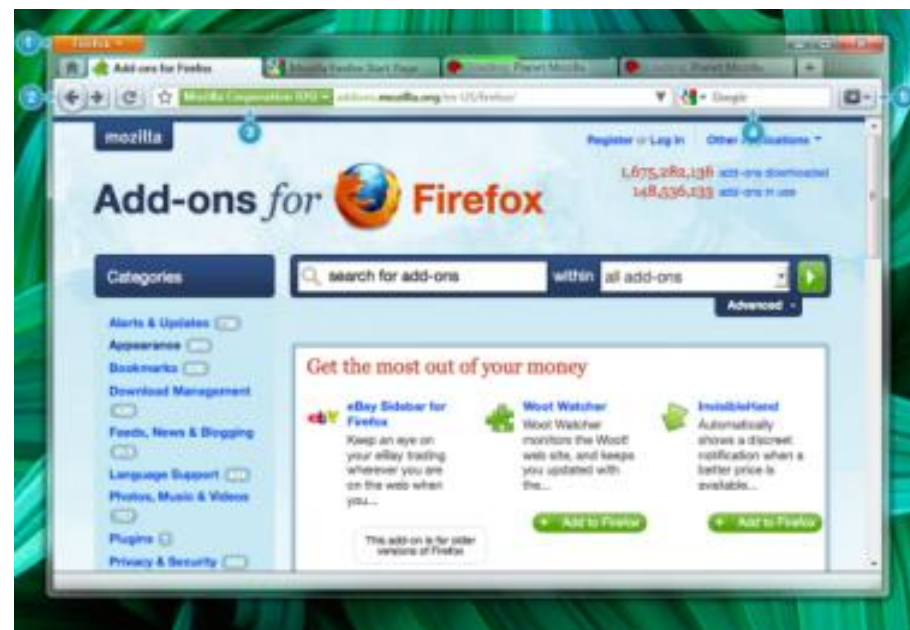 Firefox
Add-ons for Firefox
Mozilla Firefox Start Page
Planet Mozilla
Planet Mozilla
Mozilla Corporation (US)
addons.mozilla.org/en-US/firefox/
Google
1
2
3
mozilla
Register or Log In
Other Applications
1,675,282,136 add-ons downloaded
148,536,233 add-ons in use
Add-ons for Firefox
Categories
search for add-ons
within
all add-ons
Advanced
Alerts & Updates
Appearance
Bookmarks
Download Management
Feeds, News & Blogging
Language Support
Photos, Music & Videos
Plugins
Privacy & Security
Get the most out of your money
eBay Sidebar for Firefox
Keep an eye on
your eBay trading
wherever you are
on the web when
you...
This add-on is for older
versions of Firefox
Woot Watcher
Woot Watcher
monitors the Woot!
web site, and keeps
you updated with
the...
Add to Firefox
InvisibleHand
Automatically
shows a discreet
notification when a
better price is
available...
Add to Firefox